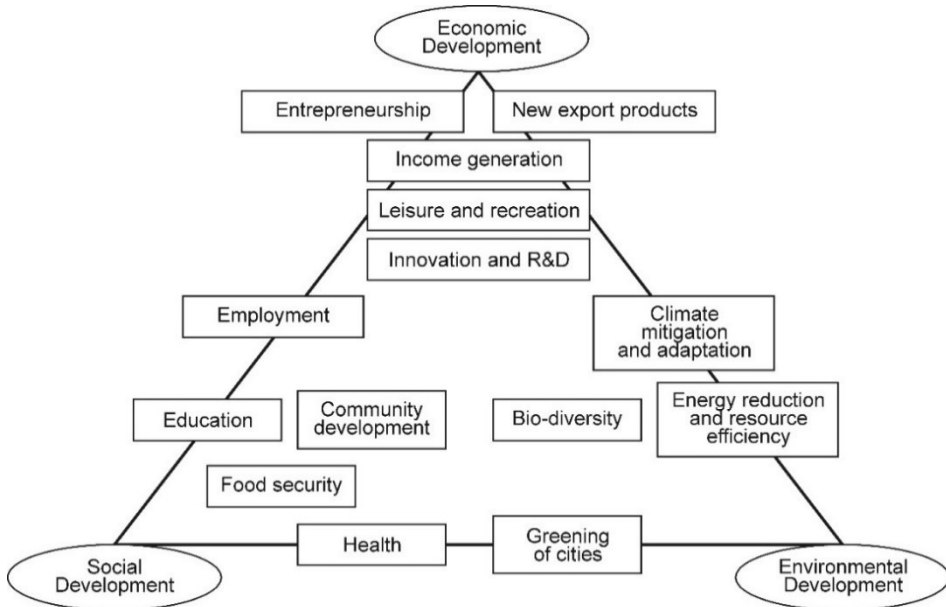 Economic
Development
Entrepreneurship
New export products
Income generation
Leisure and recreation
Innovation and R&D
Employment
Climate
mitigation
and adaptation
Education
Community
development
Bio-diversity
Energy reduction
and resource
efficiency
Food security
Health
Greening
of cities
Social
Development
Environmental
Development